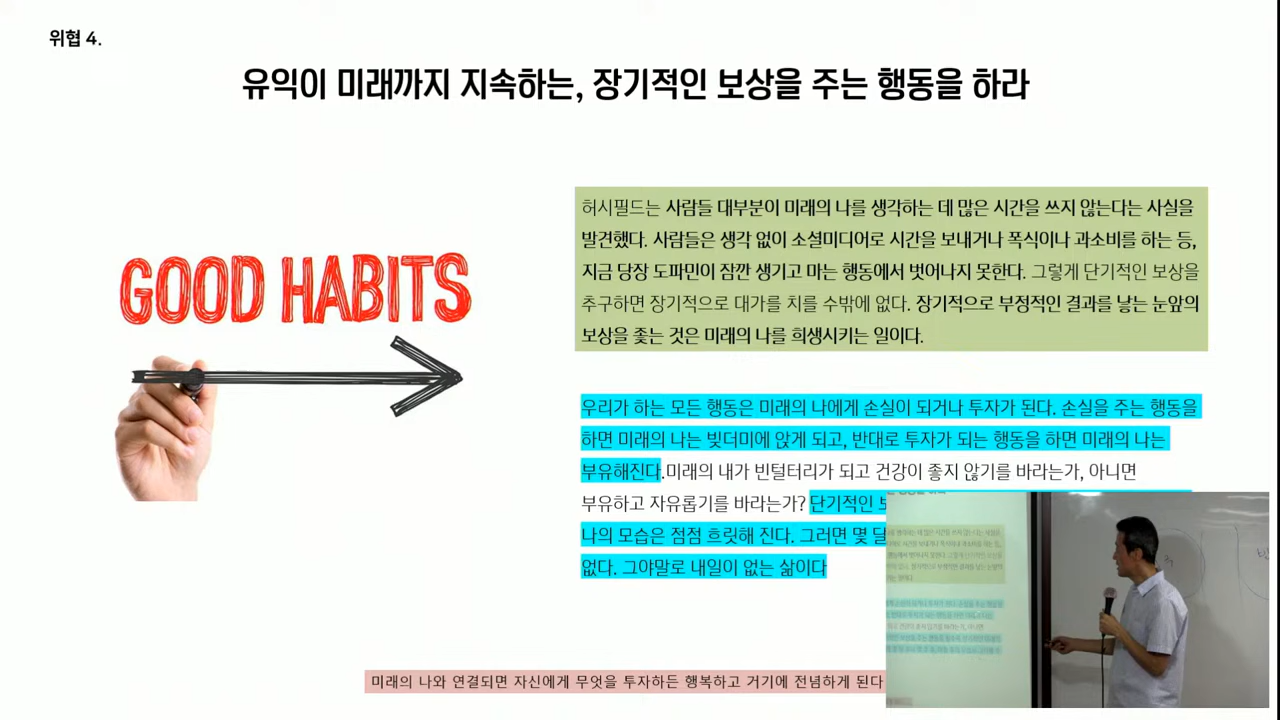 위협 4.
유익이 미래까지 지속하는, 장기적인 보상을 주는 행동을 하라
GOOD HABITS
허시필드는 사람들 대부분이 미래의 나를 생각하는 데 많은 시간을 쓰지 않는다는 사실을
발견했다. 사람들은 생각 없이 소셜미디어로 시간을 보내거나 폭식이나 과소비를 하는 등,
지금 당장 도파민이 잠깐 생기고 마는 행동에서 벗어나지 못한다. 그렇게 단기적인 보상을
추구하면 장기적으로 대가를 치를 수밖에 없다. 장기적으로 부정적인 결과를 낳는 눈앞의
보상을 좇는 것은 미래의 나를 희생시키는 일이다.
우리가 하는 모든 행동은 미래의 나에게 손실이 되거나 투자가 된다. 손실을 주는 행동을
하면 미래의 나는 빚더미에 앉게 되고, 반대로 투자가 되는 행동을 하면 미래의 나는
부유해진다.미래의 내가 빈털터리가 되고 건강이 좋지 않기를 바라는가, 아니면
부유하고 자유롭기를 바라는가? 단기적인
나의 모습은 점점 흐릿해 진다. 그러면 몇 달
없다. 그야말로 내일이 없는 삶이다
미래의 나와 연결되면 자신에게 무엇을 투자하든 행복하고 거기에 전념하게 된다